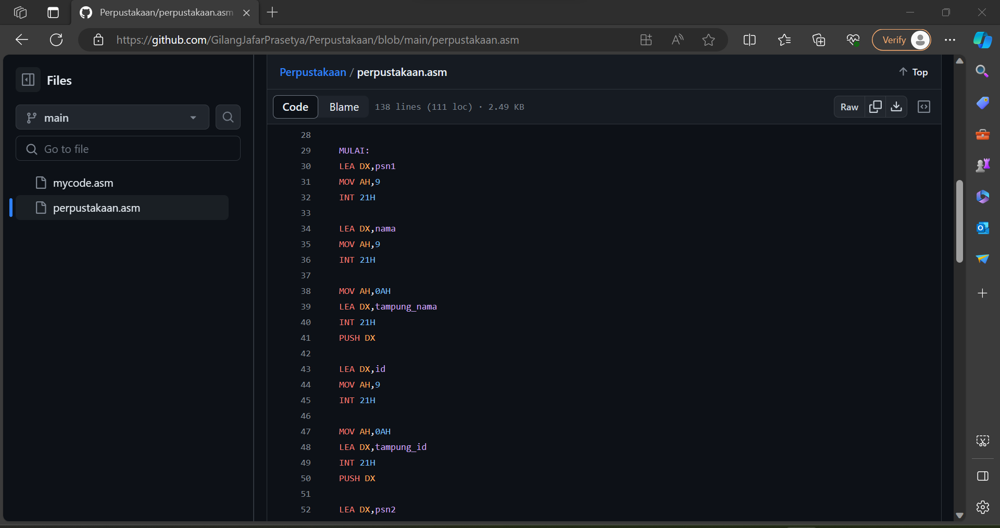 Perpustakaan/perpustakaan.asm
https://github.com/GilangJafarPrasetya/Perpustakaan/blob/main/perpustakaan.asm
Verify
Files
main
Go to file
mycode.asm
perpustakaan.asm
Perpustakaan / perpustakaan.asm
Top
Code
Blame
138 lines (111 loc) · 2.49 KB
Raw
28
29 MULAI:
30 LEA DX,psn1
31 MOV AH,9
32 INT 21H
33
34 LEA DX,nama
35 MOV AH,9
36 INT 21H
37
38 MOV AH,0AH
39 LEA DX,tampung_nama
40 INT 21H
41 PUSH DX
42
43 LEA DX,id
44 MOV AH,9
45 INT 21H
46
47 MOV AH,0AH
48 LEA DX,tampung_id
49 INT 21H
50 PUSH DX
51
52 LEA DX,psn2